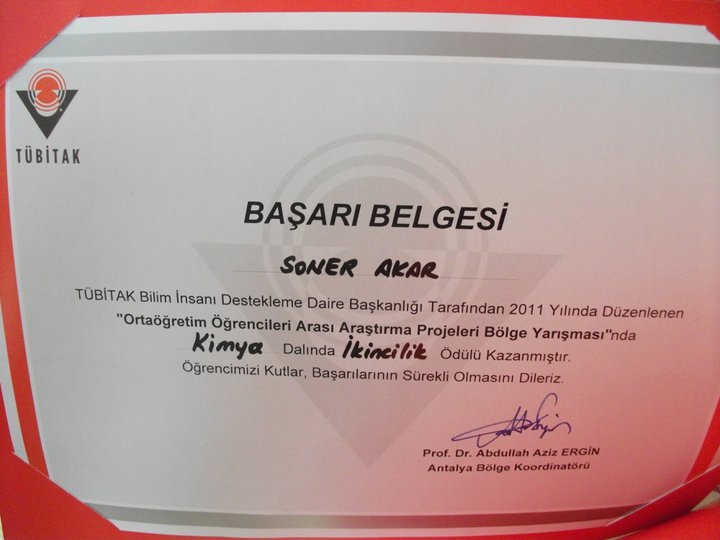 TÜBİTAK
BAŞARI BELGESİ
SONER AKAR
TÜBİTAK Bilim İnsanı Destekleme Daire Başkanlığı Tarafından 2011 Yılında Düzenlenen
"Ortaöğretim Öğrencileri Arası Araştırma Projeleri Bölge Yarışması"nda
Kimya Dalında İkincilik Ödülü Kazanmıştır.
Öğrencimizi Kutlar, Başarılarının Sürekli Olmasını Dileriz.
Prof. Dr. Abdullah Aziz ERGİN
Antalya Bölge Koordinatörü